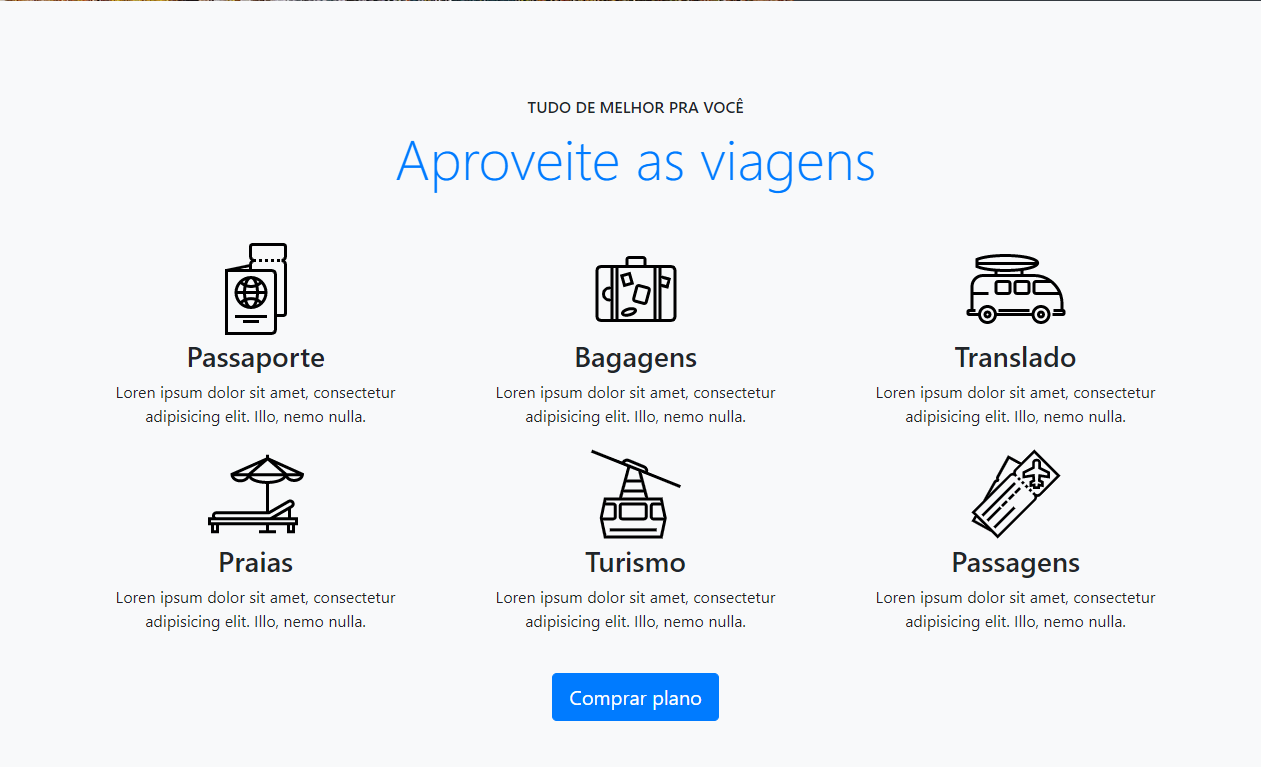 TUDO DE MELHOR PRA VOCÊ
Aproveite as viagens
Passaporte
Loren ipsum dolor sit amet, consectetur
adipisicing elit. Illo, nemo nulla.
Bagagens
Loren ipsum dolor sit amet, consectetur
adipisicing elit. Illo, nemo nulla.
Translado
Loren ipsum dolor sit amet, consectetur
adipisicing elit. Illo, nemo nulla.
Praias
Loren ipsum dolor sit amet, consectetur
adipisicing elit. Illo, nemo nulla.
Turismo
Loren ipsum dolor sit amet, consectetur
adipisicing elit. Illo, nemo nulla.
Passagens
Loren ipsum dolor sit amet, consectetur
adipisicing elit. Illo, nemo nulla.
Comprar plano